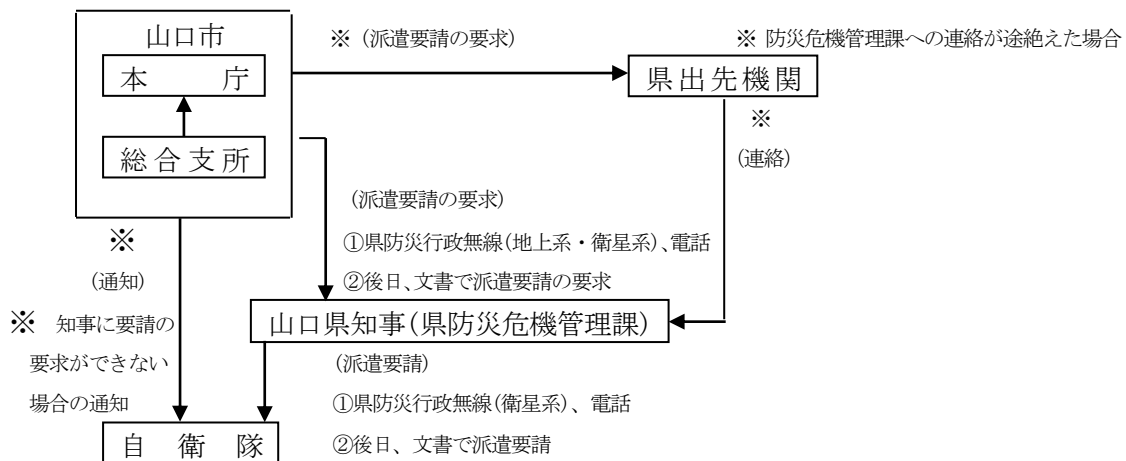 山口市
※ (派遣要請の要求)
※ 防災危機管理課への連絡が途絶えた場合
本　　庁
県出先機関
総合支所
※
(連絡)
(派遣要請の要求)
※
①県防災行政無線(地上系・衛星系)、電話
(通知)
②後日、文書で派遣要請の要求
※　知事に要請の
要求ができない
場合の通知
山口県知事(県防災危機管理課)
(派遣要請)
①県防災行政無線(衛星系)、電話
自　衛　隊
②後日、文書で派遣要請